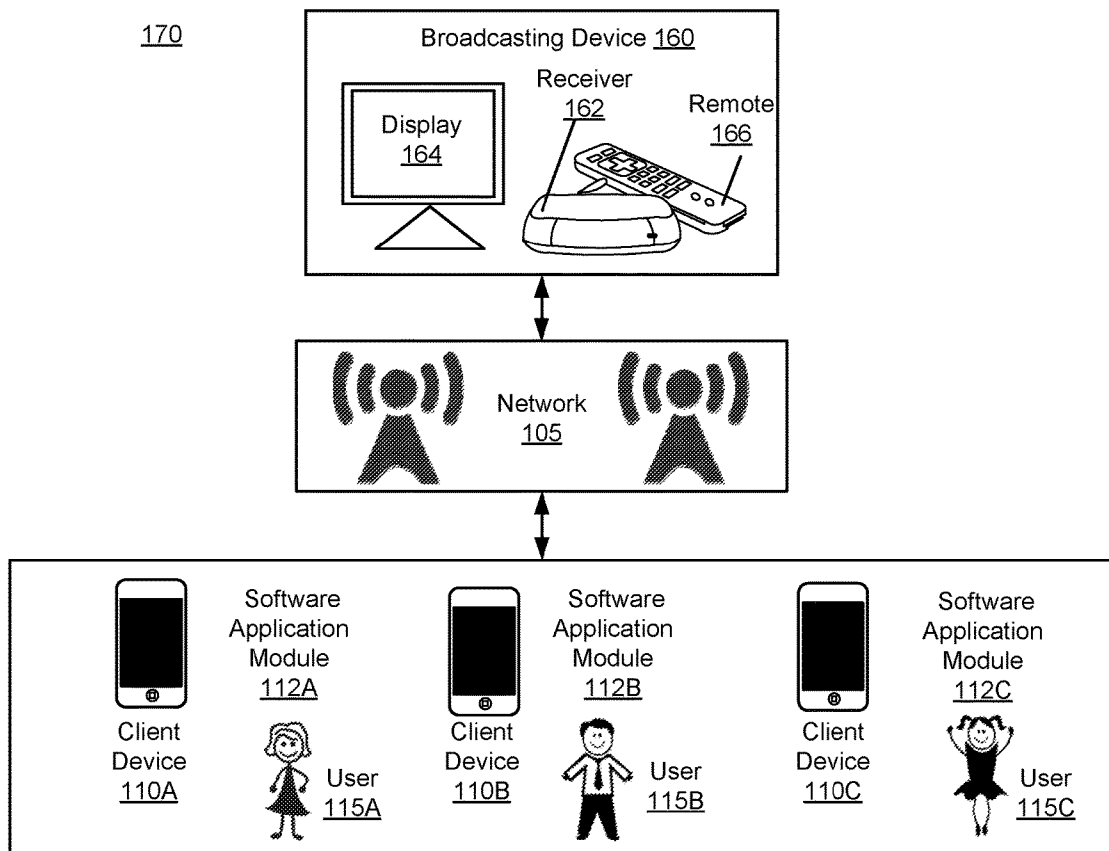 170
Broadcasting Device 160
Receiver
162
Remote
166
Display
164
Network
105
Software
Application
Module
112A
Client
Device
110A
User
115A
Software
Application
Module
112B
Client
Device
110B
User
115B
Software
Application
Module
112C
Client
Device
110C
User
115C